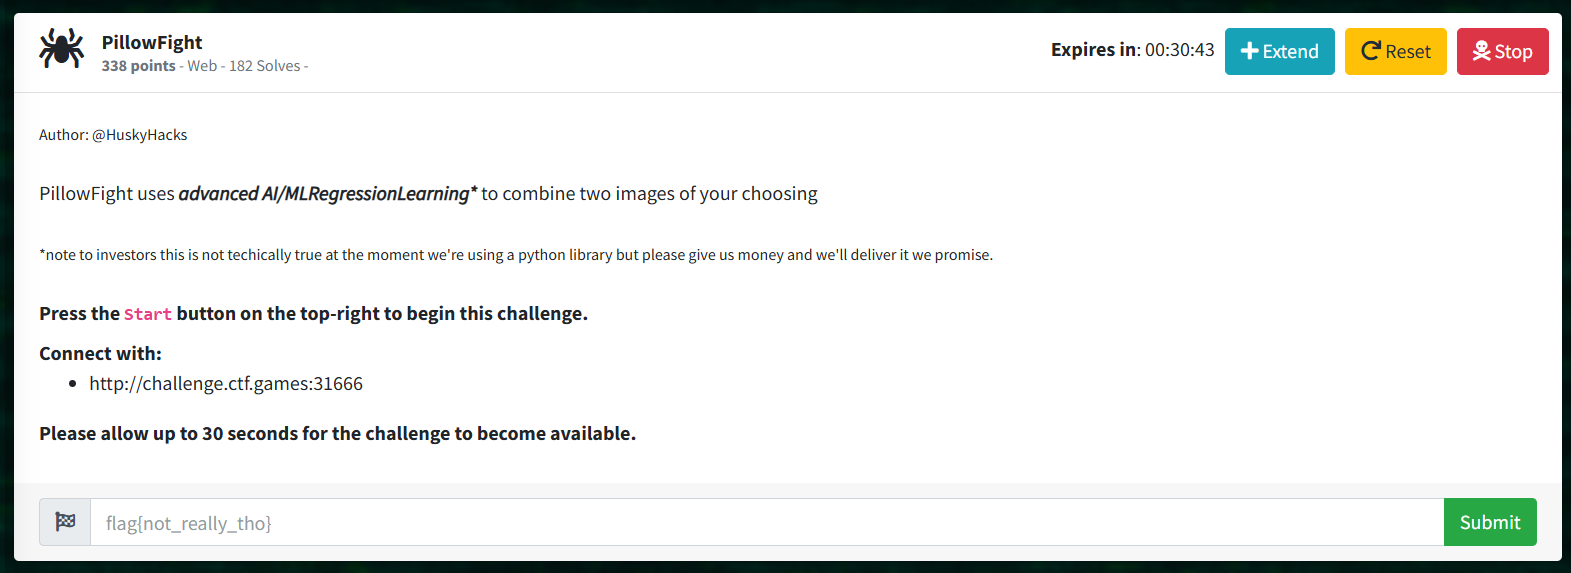 PillowFight
338 points - Web - 182 Solves -
Expires in: 00:30:43
Extend
Reset
Stop
Author: @HuskyHacks
PillowFight uses advanced AI/MLRegressionLearning* to combine two images of your choosing
*note to investors this is not techically true at the moment we're using a python library but please give us money and we'll deliver it we promise.
Press the Start button on the top-right to begin this challenge.
Connect with:
• http://challenge.ctf.games:31666
Please allow up to 30 seconds for the challenge to become available.
flag{not_really_tho}
Submit